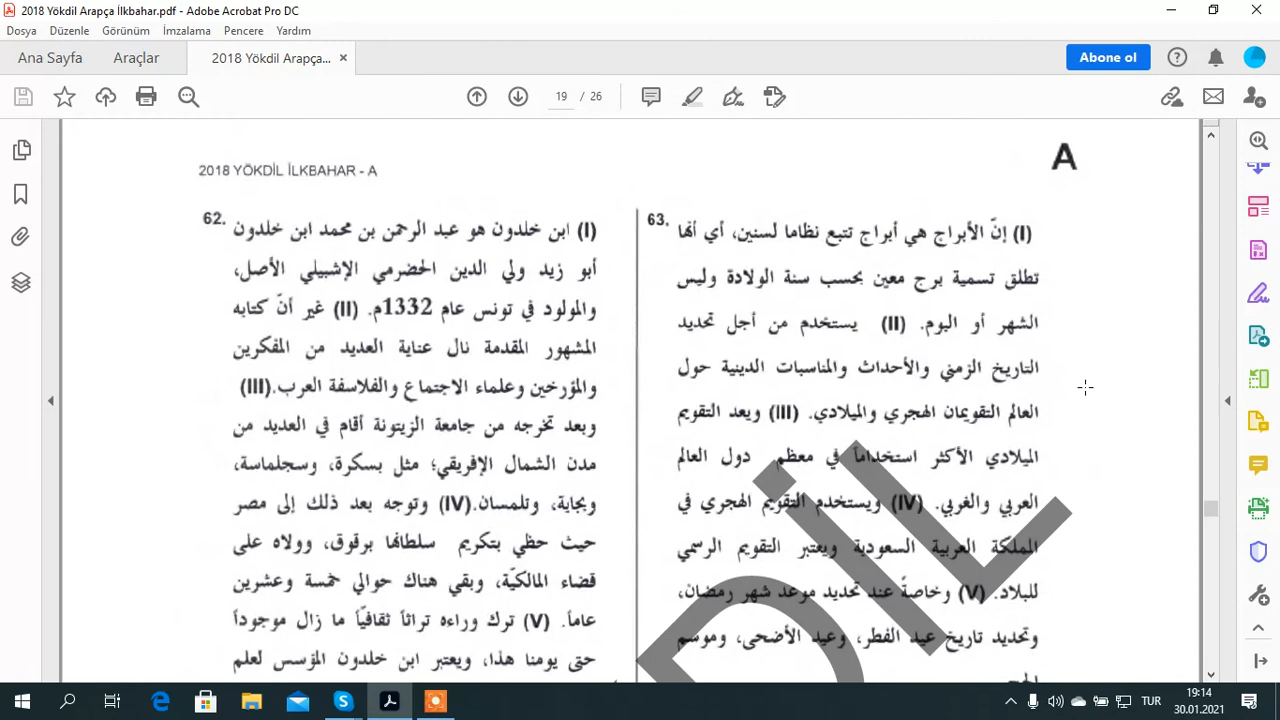 2018 Yökdil Arapça İlkbahar.pdf - Adobe Acrobat Pro DC
Dosya Düzenle Görünüm İmzalama Pencere Yardım
Ana Sayfa Araçlar 2018 Yökdil Arapça... × Abone ol
19 / 26
2018 YÖKDİL İLKBAHAR - A
A
62.
(I) ابن خلدون هو عبد الرحمن بن محمد ابن خلدون
أبو زيد ولي الدين الحضرمي الإشبيلي الأصل،
والمولود في تونس عام 1332م. (II) غير أنّ كتابه
المشهور المقدمة نال عناية العديد من المفكرين
والمؤرخين وعلماء الاجتماع والفلاسفة العرب.(III)
وبعد تخرجه من جامعة الزيتونة أقام في العديد من
مدن الشمال الإفريقي؛ مثل بسكرة، وسجلماسة،
وبجاية، وتلمسان.(IV) وتوجه بعد ذلك إلى مصر
حيث حظي بتكريم سلطانها برقوق، وولاه على
قضاء المالكيّة، وبقي هناك حوالي خمسة وعشرين
عاماً. (V) ترك وراءه تراثاً ثقافيّاً ما زال موجوداً
حتى يومنا هذا، ويعتبر ابن خلدون المؤسس لعلم
63.
(I) إنّ الأبراج هي أبراج تتبع نظاما لسنين، أي أنها
تطلق تسمية برج معين بحسب سنة الولادة وليس
الشهر أو اليوم. (II) يستخدم من أجل تحديد
التاريخ الزمني والأحداث والمناسبات الدينية حول
العالم التقويمان الهجري والميلادي. (III) ويعد التقويم
الميلادي الأكثر استخداماً في معظم دول العالم
العربي والغربي. (IV) ويستخدم التقويم الهجري في
المملكة العربية السعودية ويعتبر التقويم الرسمي
للبلاد. (V) وخاصةً عند تحديد موعد شهر رمضان،
وتحديد تاريخ عيد الفطر، وعيد الأضحى، وموسم
DİL
TUR
19:14
30.01.2021